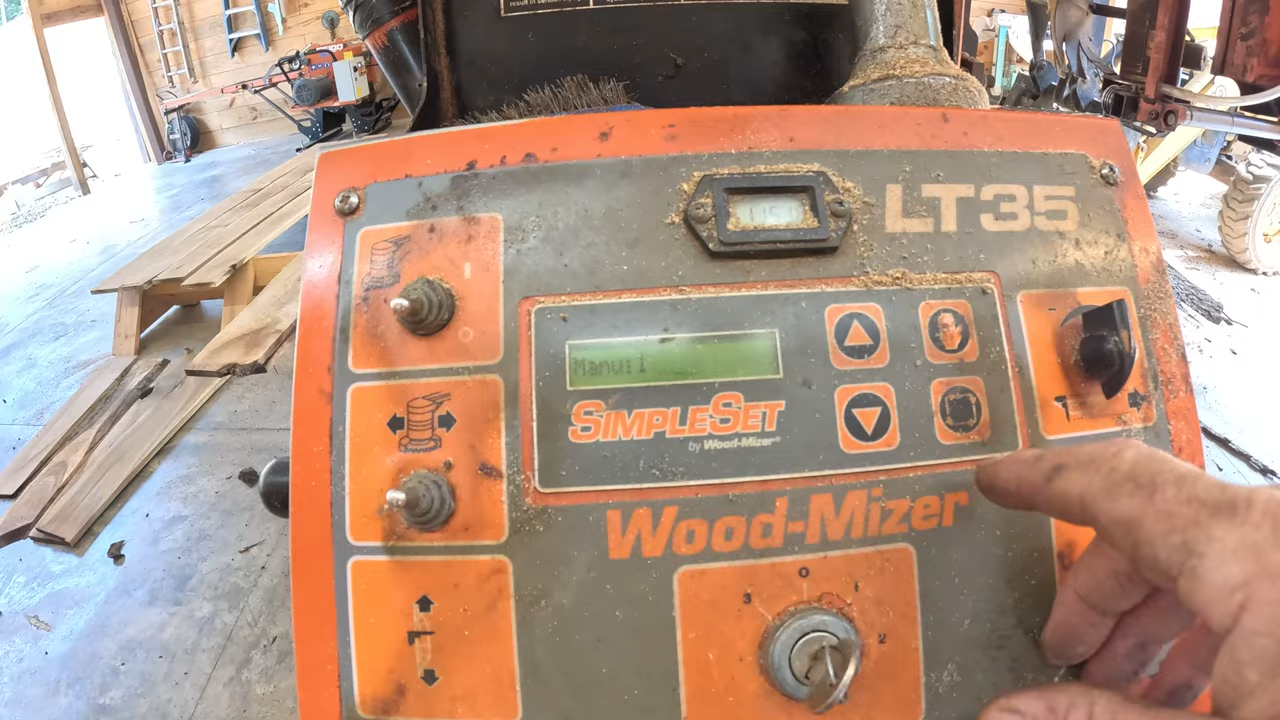 LT35
Manual
SIMPLESET
by Wood-Mizer®
Wood-Mizer
0
3
1
2